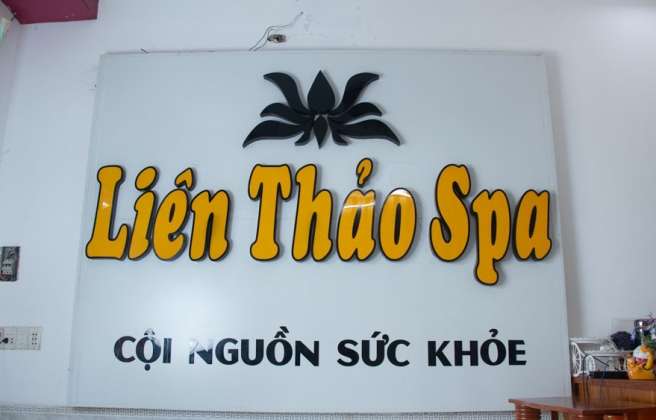 Liên Thảo Spa
CỘI NGUỒN SỨC KHỎE